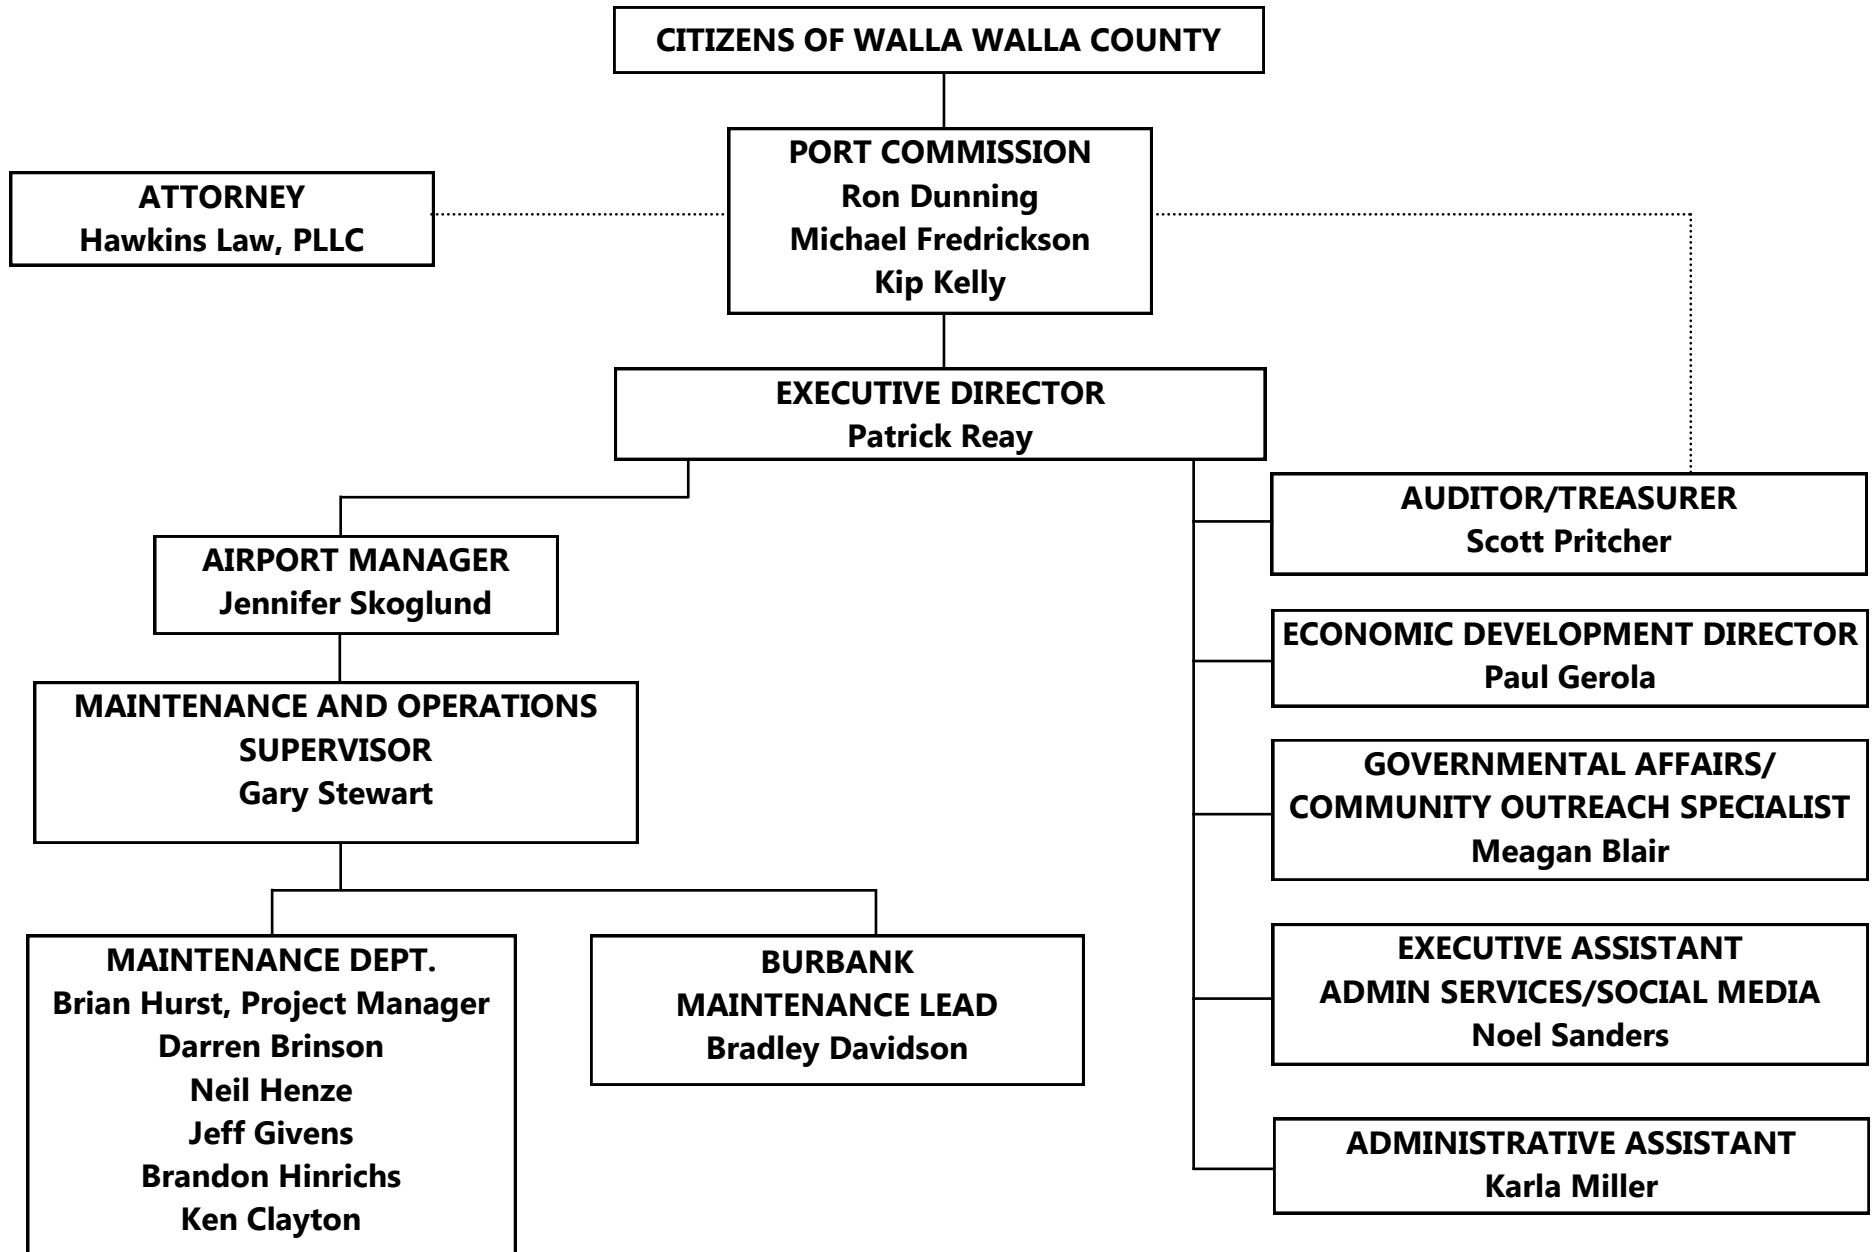 CITIZENS OF WALLA WALLA COUNTY
PORT COMMISSION
Ron Dunning
Michael Fredrickson
Kip Kelly
ATTORNEY
Hawkins Law, PLLC
EXECUTIVE DIRECTOR
Patrick Reay
AIRPORT MANAGER
Jennifer Skoglund
MAINTENANCE AND OPERATIONS
SUPERVISOR
Gary Stewart
MAINTENANCE DEPT.
Brian Hurst, Project Manager
Darren Brinson
Neil Henze
Jeff Givens
Brandon Hinrichs
Ken Clayton
BURBANK
MAINTENANCE LEAD
Bradley Davidson
AUDITOR/TREASURER
Scott Pritcher
ECONOMIC DEVELOPMENT DIRECTOR
Paul Gerola
GOVERNMENTAL AFFAIRS/
COMMUNITY OUTREACH SPECIALIST
Meagan Blair
EXECUTIVE ASSISTANT
ADMIN SERVICES/SOCIAL MEDIA
Noel Sanders
ADMINISTRATIVE ASSISTANT
Karla Miller